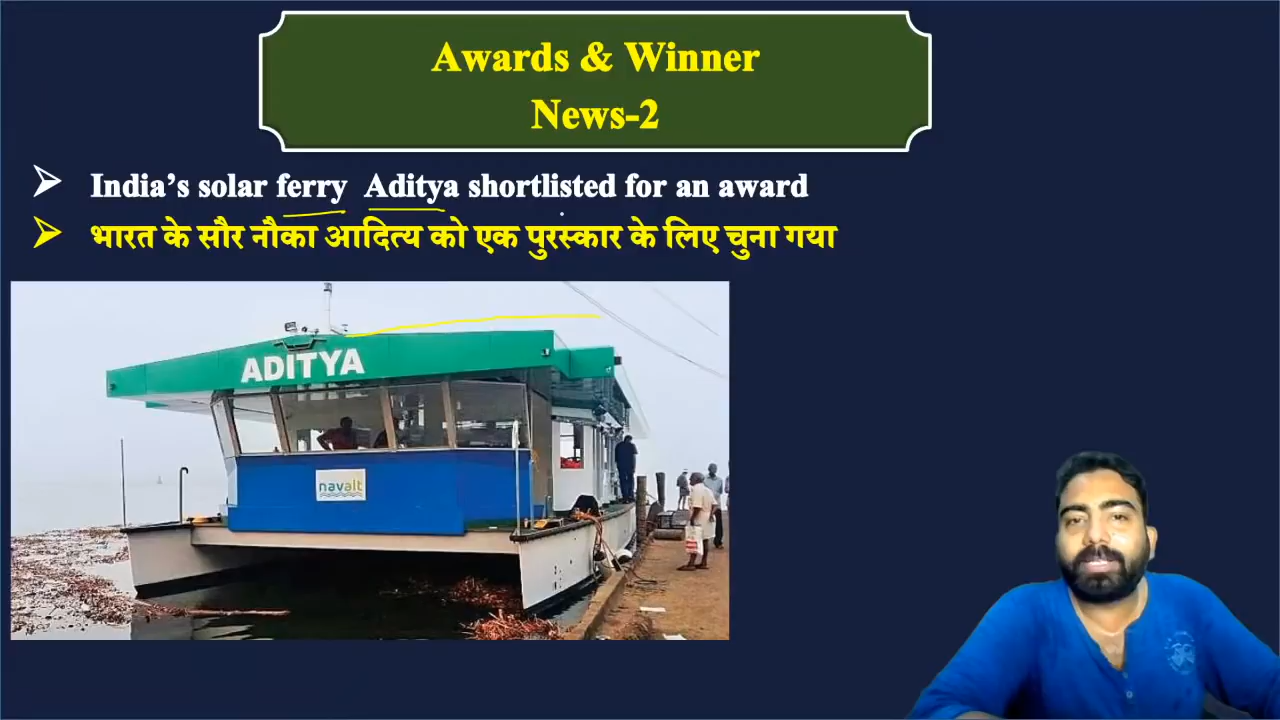 Awards & Winner
News-2
India’s solar ferry Aditya shortlisted for an award
भारत के सौर नौका आदित्य को एक पुरस्कार के लिए चुना गया
ADITYA
navalt